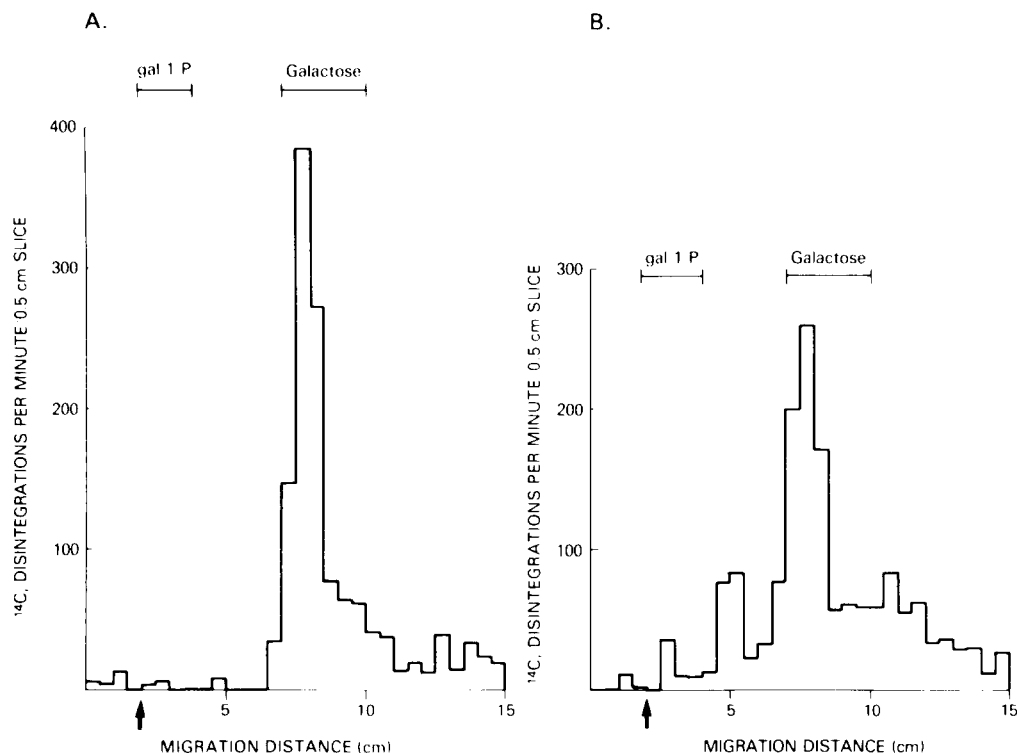 A.
gal 1 P
Galactose
400
300
200
100
5
10
15
¹⁴C, DISINTEGRATIONS PER MINUTE 0.5 cm SLICE
MIGRATION DISTANCE (cm)
B.
gal 1 P
Galactose
300
200
100
5
10
15
¹⁴C, DISINTEGRATIONS PER MINUTE 0.5 cm SLICE
MIGRATION DISTANCE (cm)